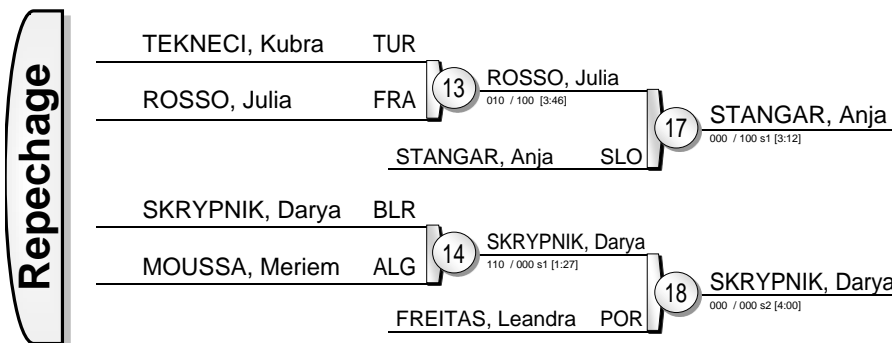 Repechage
TEKNECI, Kubra TUR
ROSSO, Julia FRA
13
ROSSO, Julia
010 / 100 [3:46]
STANGAR, Anja SLO
17
STANGAR, Anja
000 / 100 s1 [3:12]
SKRYPNIK, Darya BLR
MOUSSA, Meriem ALG
14
SKRYPNIK, Darya
110 / 000 s1 [1:27]
FREITAS, Leandra POR
18
SKRYPNIK, Darya
000 / 000 s2 [4:00]